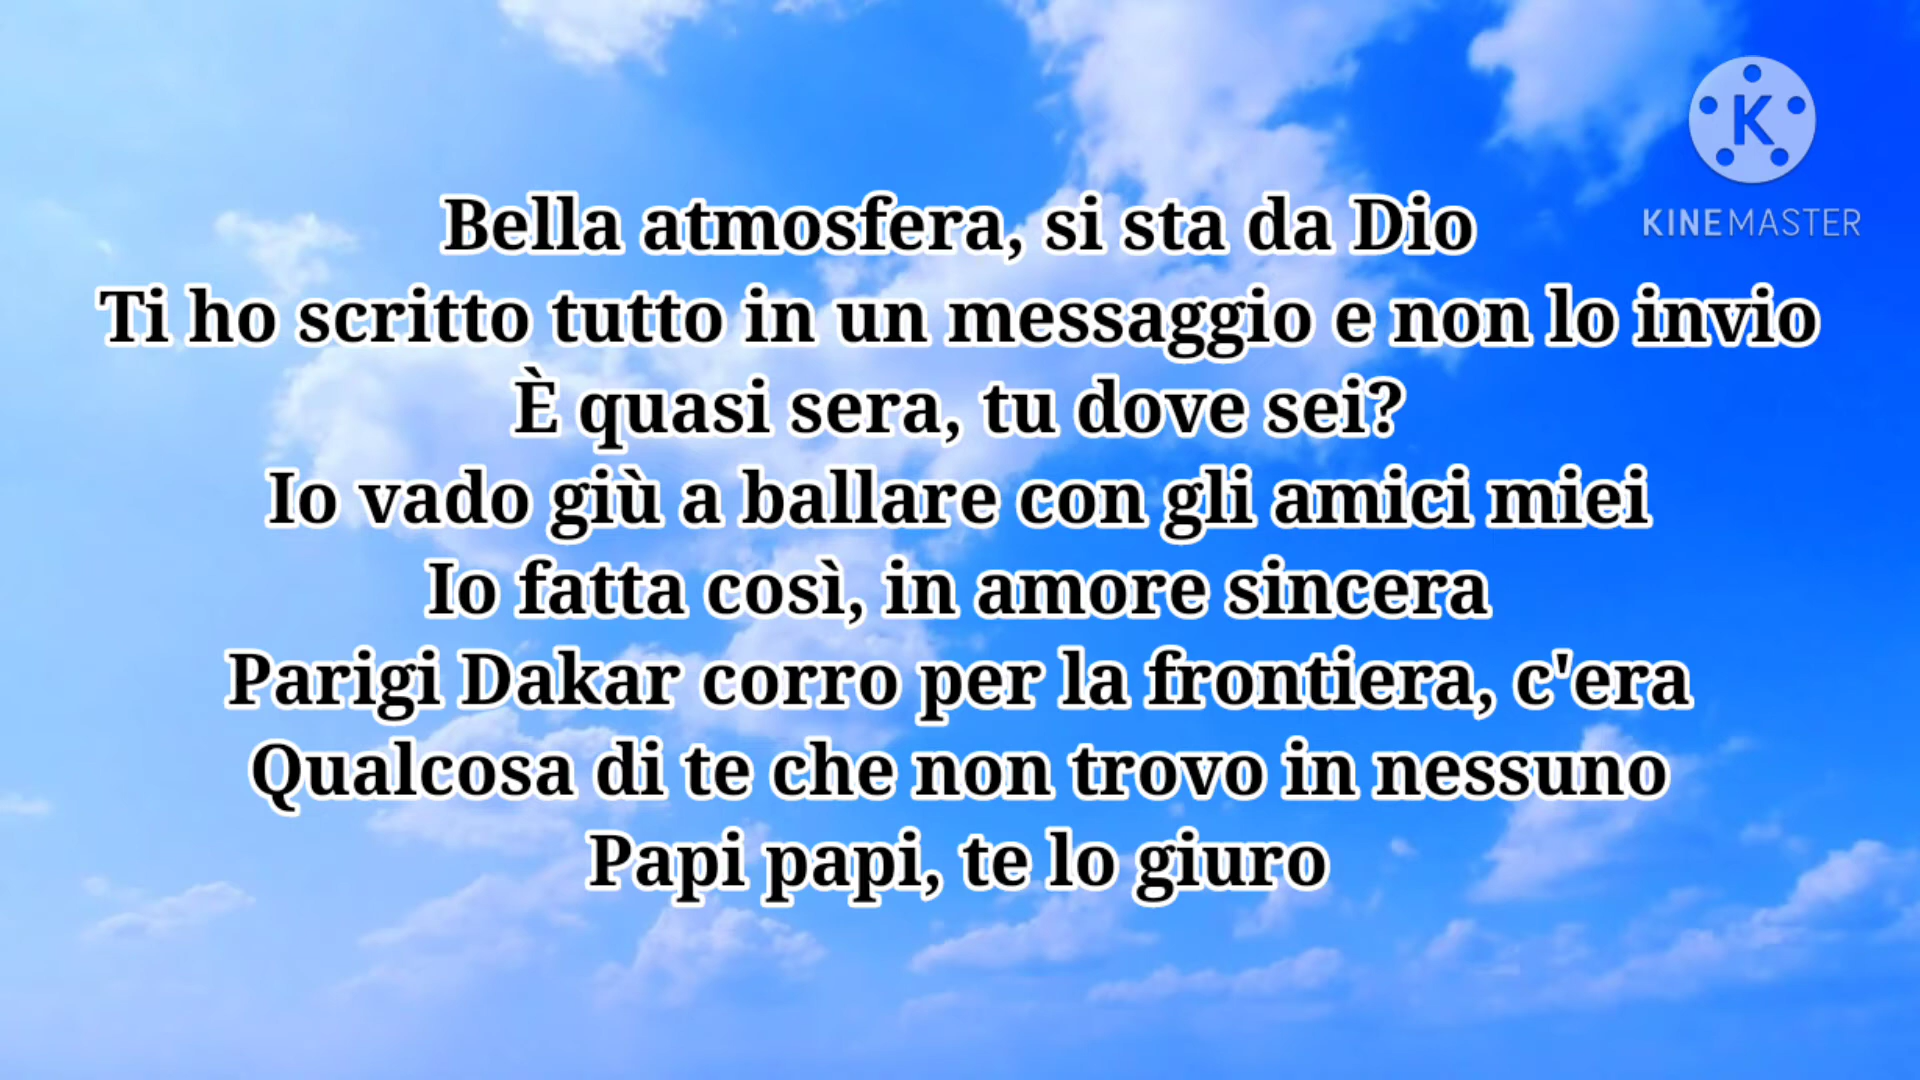 K
KINEMASTER
Bella atmosfera, si sta da Dio
Ti ho scritto tutto in un messaggio e non lo invio
È quasi sera, tu dove sei?
Io vado giù a ballare con gli amici miei
Io fatta così, in amore sincera
Parigi Dakar corro per la frontiera, c'era
Qualcosa di te che non trovo in nessuno
Papi papi, te lo giuro